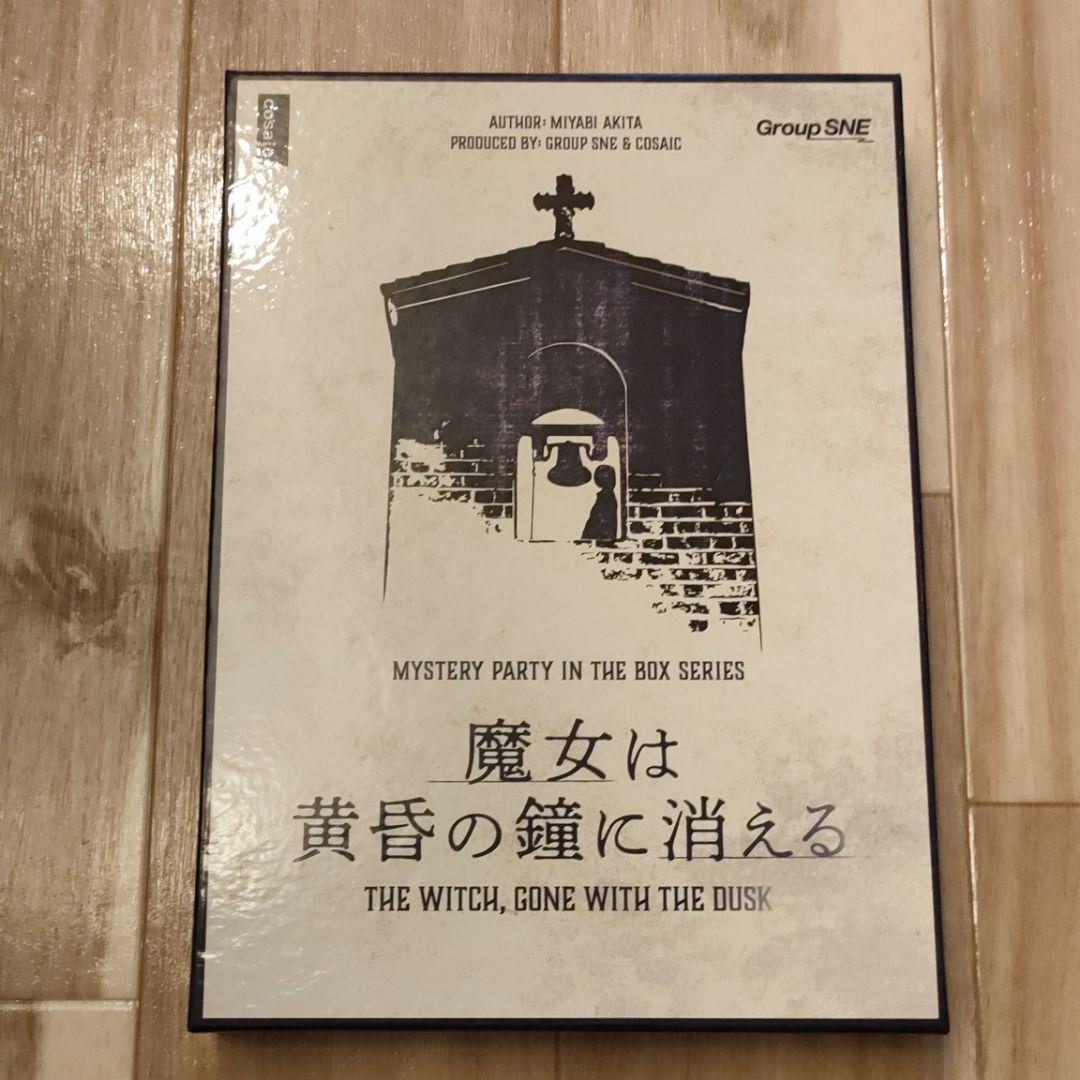 cosaic
AUTHOR: MIYABI AKITA
PRODUCED BY: GROUP SNE & COSAIC
Group SNE
MYSTERY PARTY IN THE BOX SERIES
魔女は
黄昏の鐘に消える
THE WITCH, GONE WITH THE DUSK